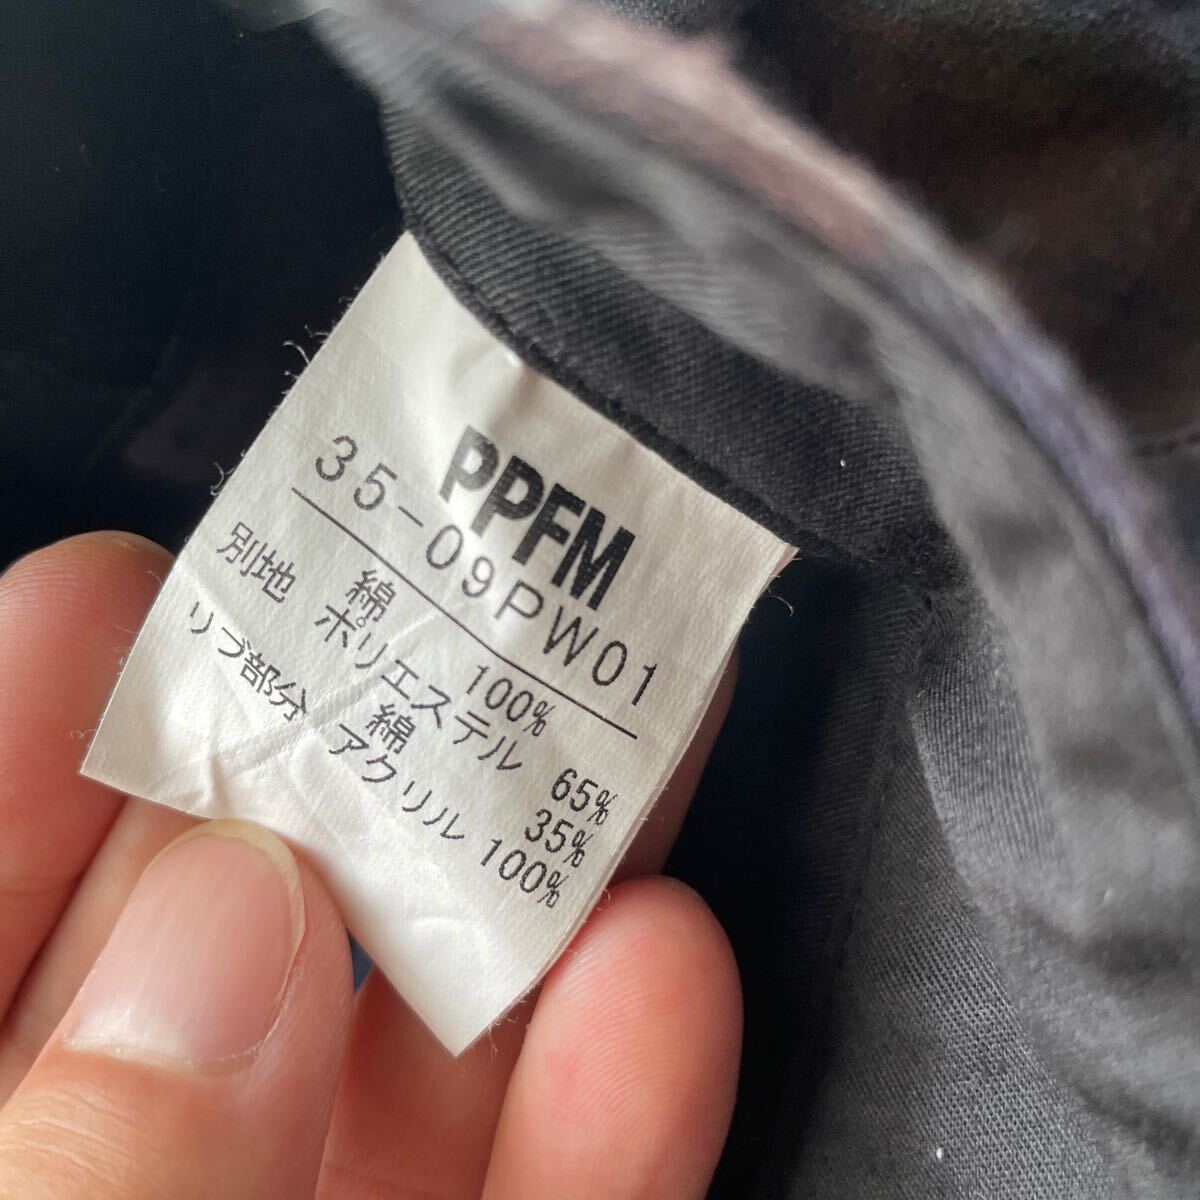 PPFM
35-09PW01
綿 100%
別地 ポリエステル 65%
綿 35%
リブ部分 アクリル 100%